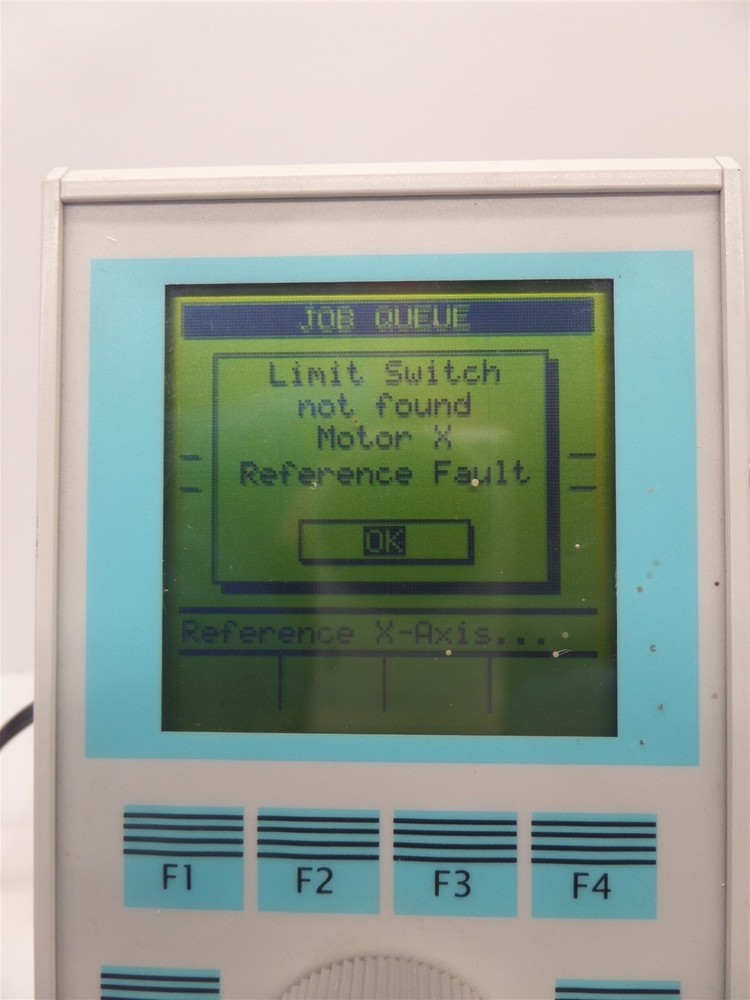 JOB QUEUE
Limit Switch
not found
Motor X
Reference Fault
OK
Reference X-Axis...
F1
F2
F3
F4